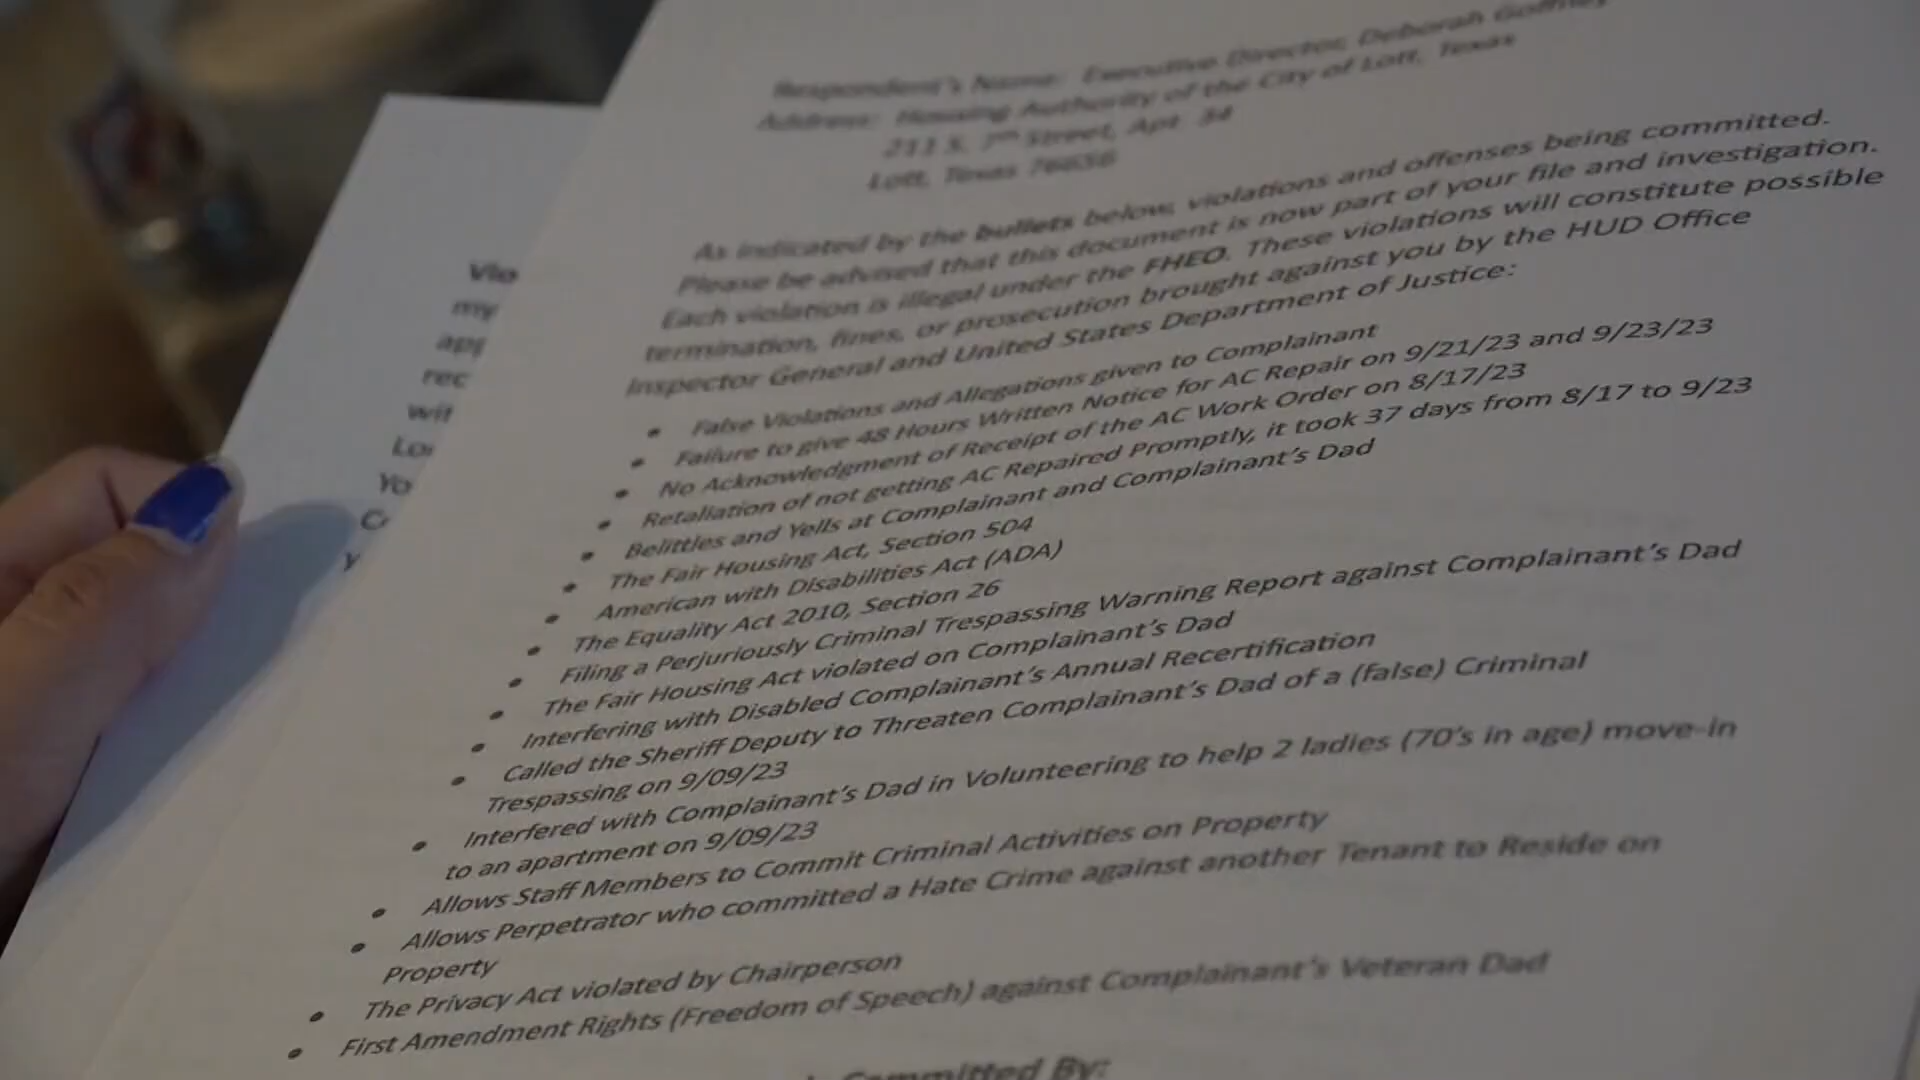 Respondent's Name: Executive Director, Deborah Goffney
Address: Housing Authority of the City of Lott, Texas
211 S. 7th Street, Apt. 34
Lott, Texas 76656
As indicated by the bullets below, violations and offenses being committed.
Please be advised that this document is now part of your file and investigation.
Each violation is illegal under the FHEO. These violations will constitute possible
termination, fines, or prosecution brought against you by the HUD Office
Inspector General and United States Department of Justice:
• False Violations and Allegations given to Complainant
• Failure to give 48 Hours Written Notice for AC Repair on 9/21/23 and 9/23/23
• No Acknowledgment of Receipt of the AC Work Order on 8/17/23
• Retaliation of not getting AC Repaired Promptly, it took 37 days from 8/17 to 9/23
• Belittles and Yells at Complainant and Complainant's Dad
• The Fair Housing Act, Section 504
• American with Disabilities Act (ADA)
• The Equality Act 2010, Section 26
• Filing a Perjuriously Criminal Trespassing Warning Report against Complainant's Dad
• The Fair Housing Act violated on Complainant's Dad
• Interfering with Disabled Complainant's Annual Recertification
• Called the Sheriff Deputy to Threaten Complainant's Dad of a (false) Criminal
Trespassing on 9/09/23
• Interfered with Complainant's Dad in Volunteering to help 2 ladies (70's in age) move-in
to an apartment on 9/09/23
• Allows Staff Members to Commit Criminal Activities on Property
• Allows Perpetrator who committed a Hate Crime against another Tenant to Reside on
Property
• The Privacy Act violated by Chairperson
• First Amendment Rights (Freedom of Speech) against Complainant's Veteran Dad
Committed By:
Vio
my
app
rec
wit
Yo